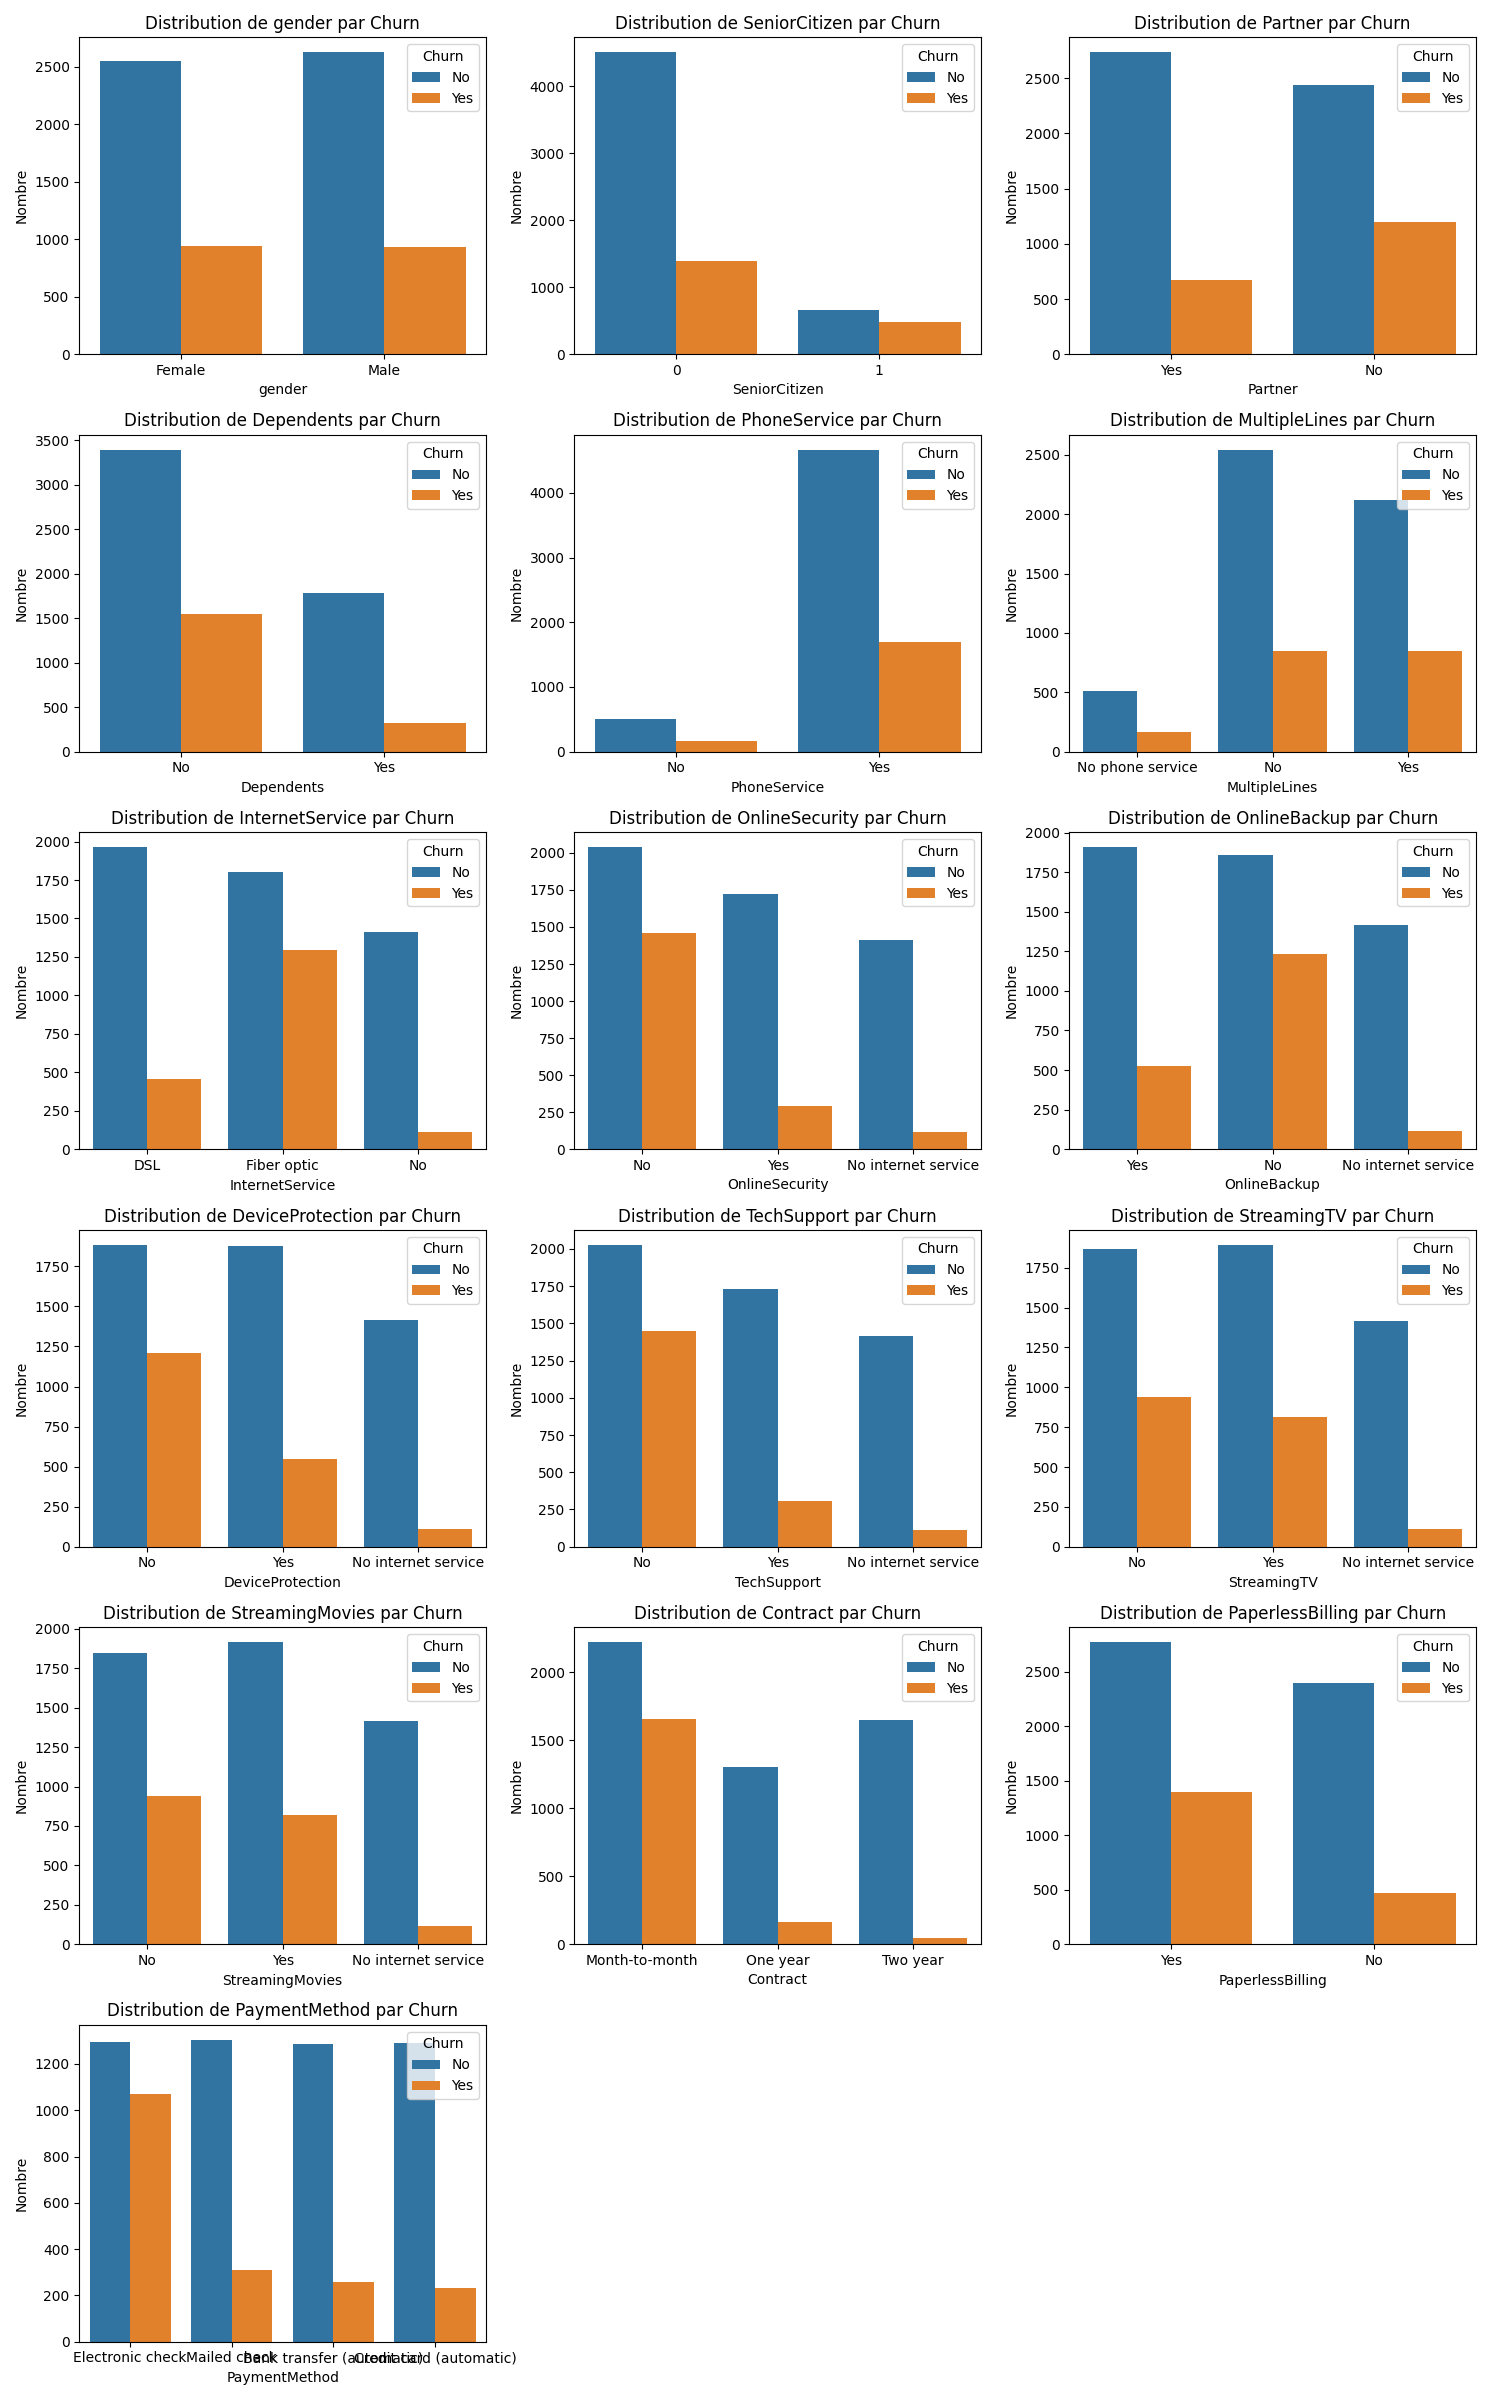 Distribution de gender par Churn
Nombre
2500
2000
1500
1000
500
0
Churn
No
Yes
Female
Male
gender
Distribution de SeniorCitizen par Churn
Nombre
4000
3000
2000
1000
0
Churn
No
Yes
0
1
SeniorCitizen
Distribution de Partner par Churn
Nombre
2500
2000
1500
1000
500
0
Churn
No
Yes
Yes
No
Partner
Distribution de Dependents par Churn
Nombre
3500
3000
2500
2000
1500
1000
500
0
Churn
No
Yes
No
Yes
Dependents
Distribution de PhoneService par Churn
Nombre
4000
3000
2000
1000
0
Churn
No
Yes
No
Yes
PhoneService
Distribution de MultipleLines par Churn
Nombre
2500
2000
1500
1000
500
0
Churn
No
Yes
No phone service
No
Yes
MultipleLines
Distribution de InternetService par Churn
Nombre
2000
1750
1500
1250
1000
750
500
250
0
Churn
No
Yes
DSL
Fiber optic
No
InternetService
Distribution de OnlineSecurity par Churn
Nombre
2000
1750
1500
1250
1000
750
500
250
0
Churn
No
Yes
No
Yes
No internet service
OnlineSecurity
Distribution de OnlineBackup par Churn
Nombre
2000
1750
1500
1250
1000
750
500
250
0
Churn
No
Yes
Yes
No
No internet service
OnlineBackup
Distribution de DeviceProtection par Churn
Nombre
1750
1500
1250
1000
750
500
250
0
Churn
No
Yes
No
Yes
No internet service
DeviceProtection
Distribution de TechSupport par Churn
Nombre
2000
1750
1500
1250
1000
750
500
250
0
Churn
No
Yes
No
Yes
No internet service
TechSupport
Distribution de StreamingTV par Churn
Nombre
1750
1500
1250
1000
750
500
250
0
Churn
No
Yes
No
Yes
No internet service
StreamingTV
Distribution de StreamingMovies par Churn
Nombre
2000
1750
1500
1250
1000
750
500
250
0
Churn
No
Yes
No
Yes
No internet service
StreamingMovies
Distribution de Contract par Churn
Nombre
2000
1500
1000
500
0
Churn
No
Yes
Month-to-month
One year
Two year
Contract
Distribution de PaperlessBilling par Churn
Nombre
2500
2000
1500
1000
500
0
Churn
No
Yes
Yes
No
PaperlessBilling
Distribution de PaymentMethod par Churn
Nombre
1200
1000
800
600
400
200
0
Churn
No
Yes
Electronic check
Mailed check
Bank transfer (automatic)
Credit card (automatic)
PaymentMethod